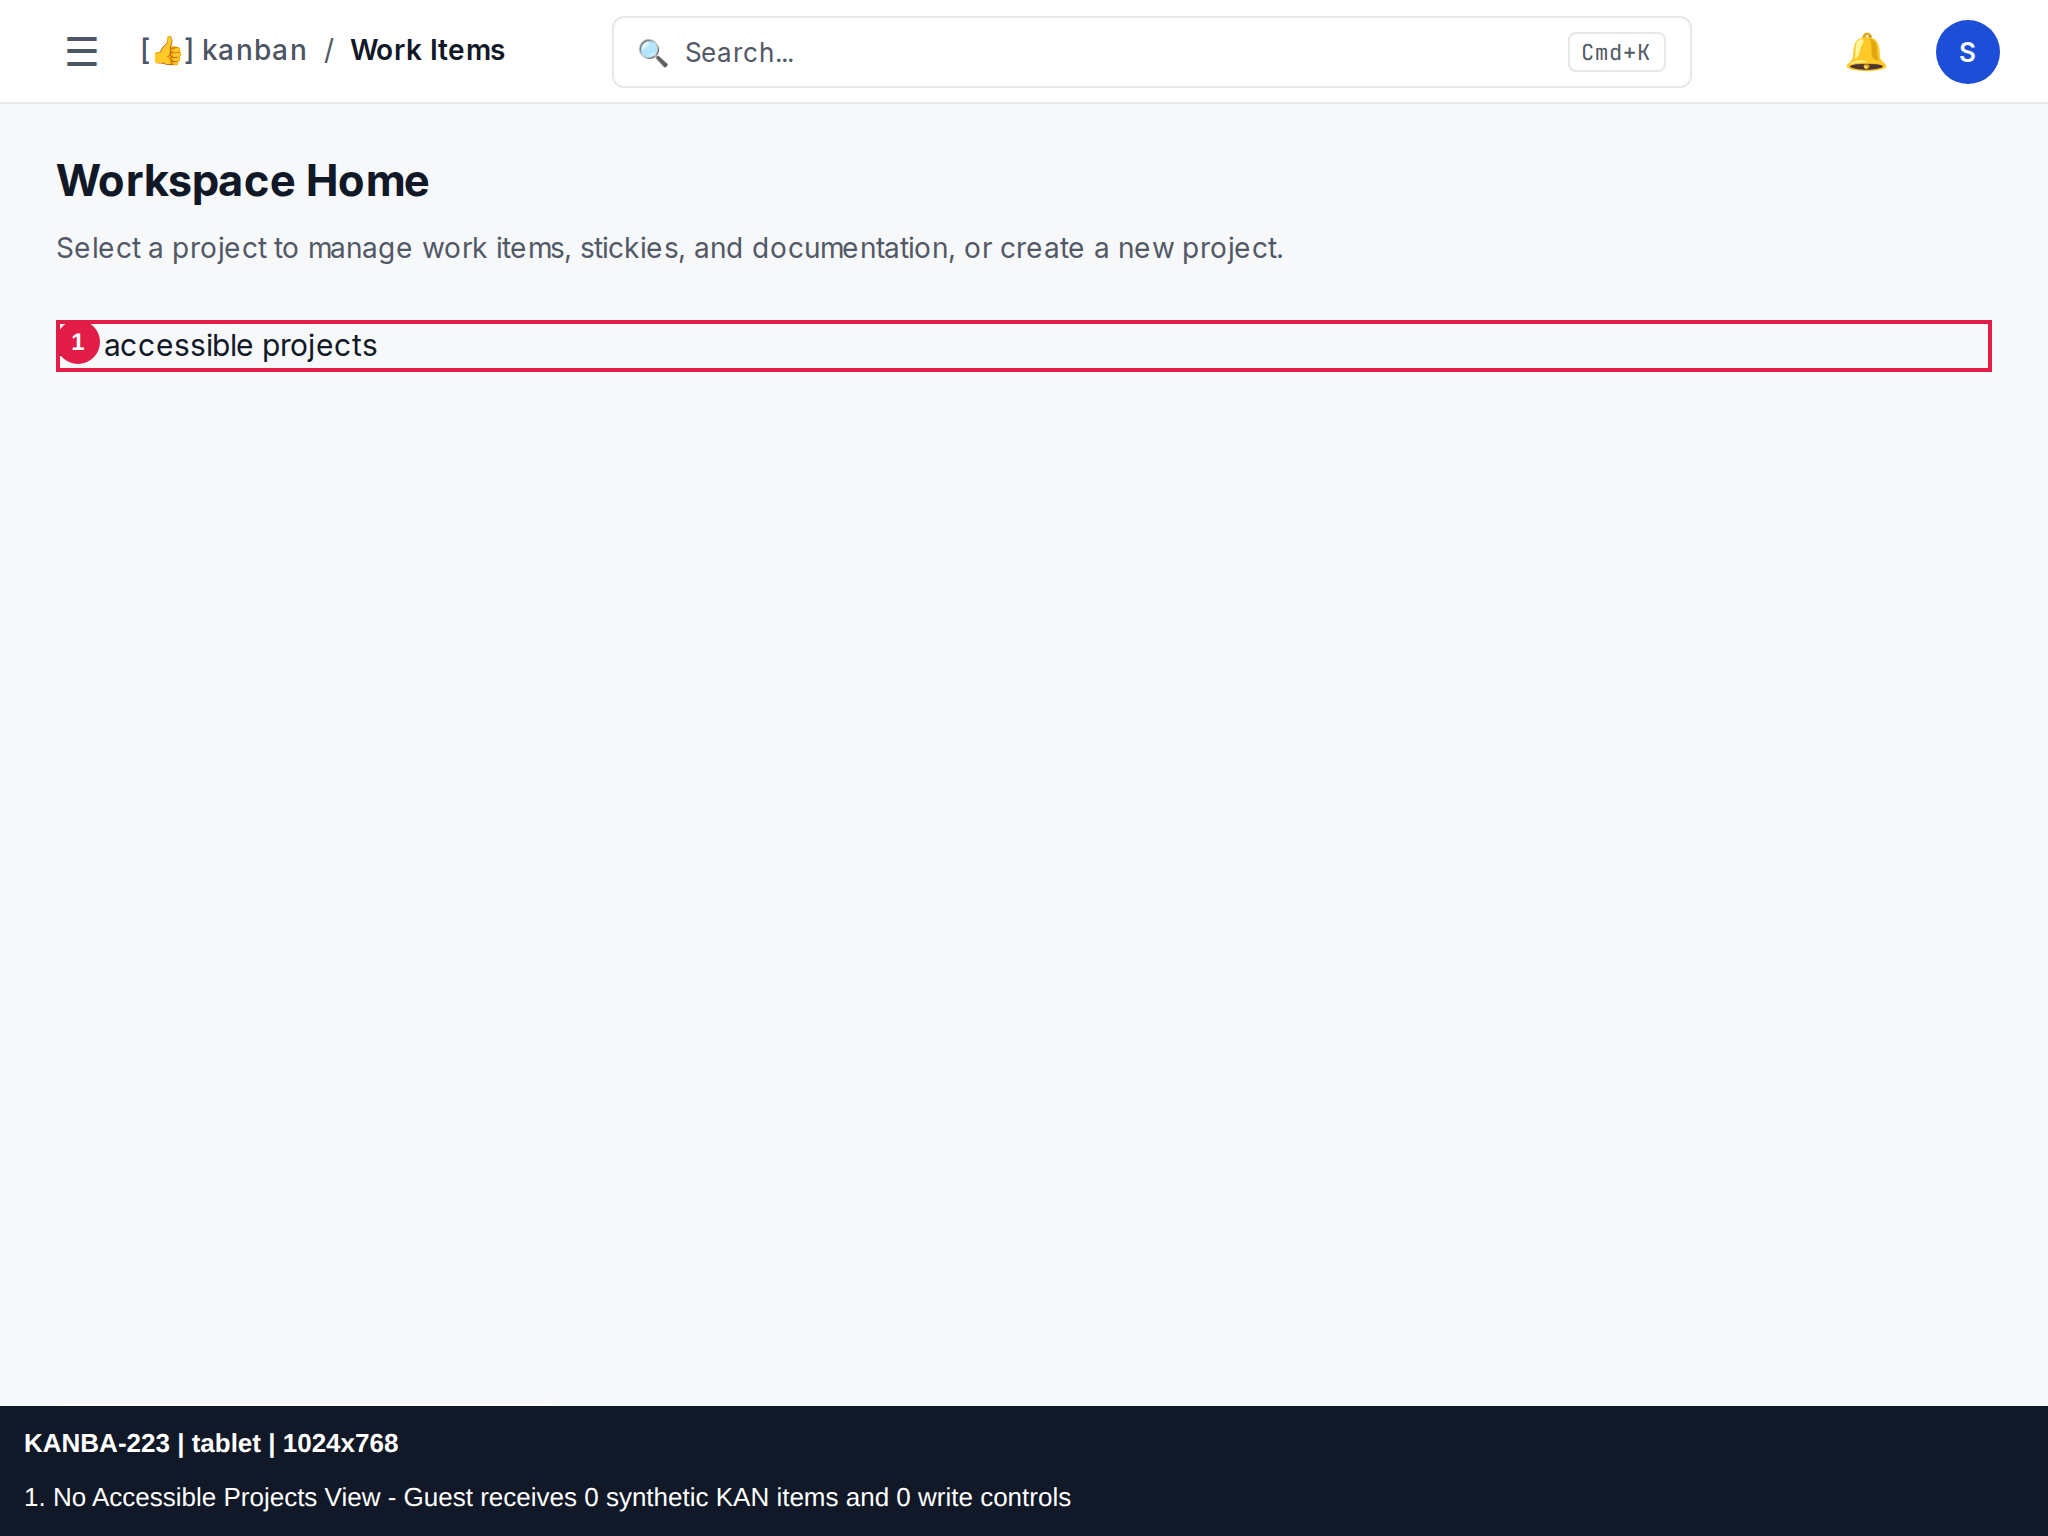 ☰ [👍] kanban / Work Items
🔍 Search... Cmd+K 🔔 S
Workspace Home
Select a project to manage work items, stickies, and documentation, or create a new project.
1 accessible projects
KANBA-223 | tablet | 1024x768
1. No Accessible Projects View - Guest receives 0 synthetic KAN items and 0 write controls